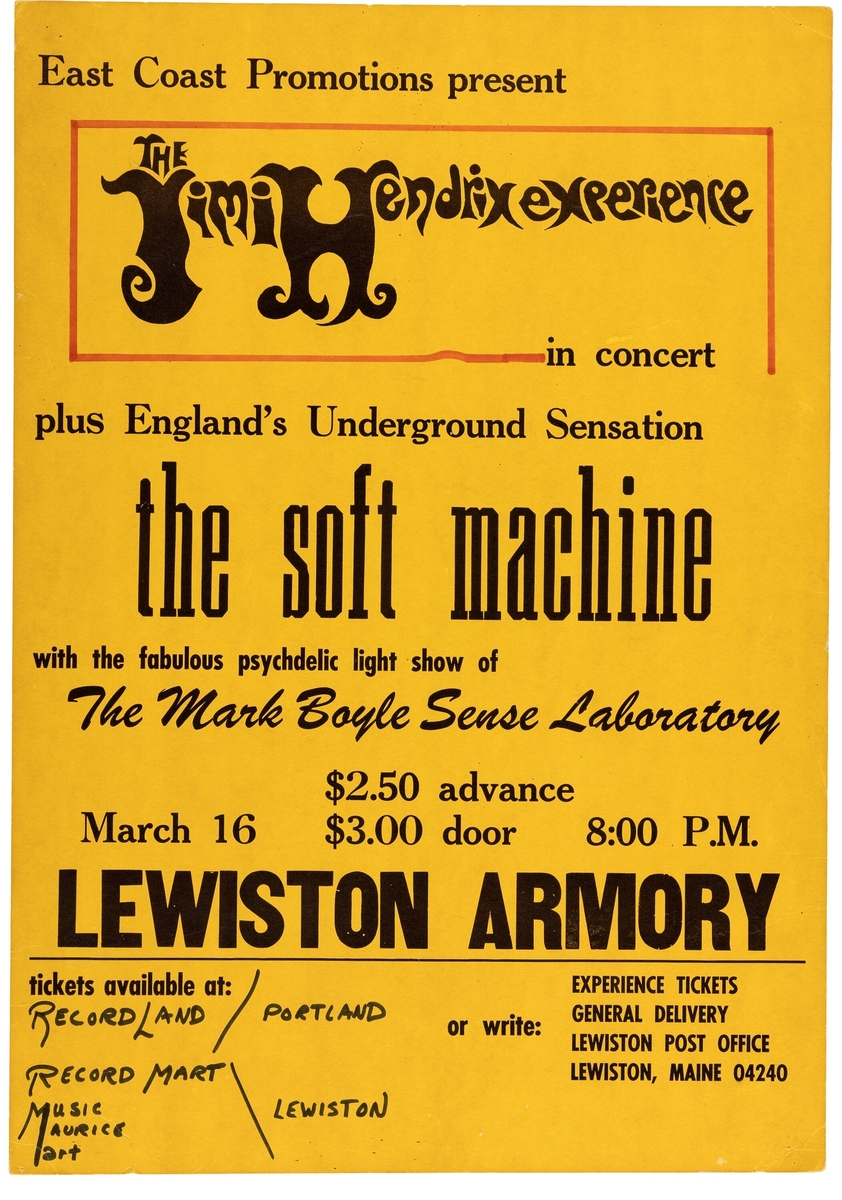 East Coast Promotions present
THE Jimi Hendrix experience
in concert
plus England's Underground Sensation
the soft machine
with the fabulous psychdelic light show of
The Mark Boyle Sense Laboratory
$2.50 advance
March 16 $3.00 door 8:00 P.M.
LEWISTON ARMORY
tickets available at:
RECORDLAND / PORTLAND
RECORD MART \
MUSIC
MAURICE
Mart
LEWISTON
or write:
EXPERIENCE TICKETS
GENERAL DELIVERY
LEWISTON POST OFFICE
LEWISTON, MAINE 04240